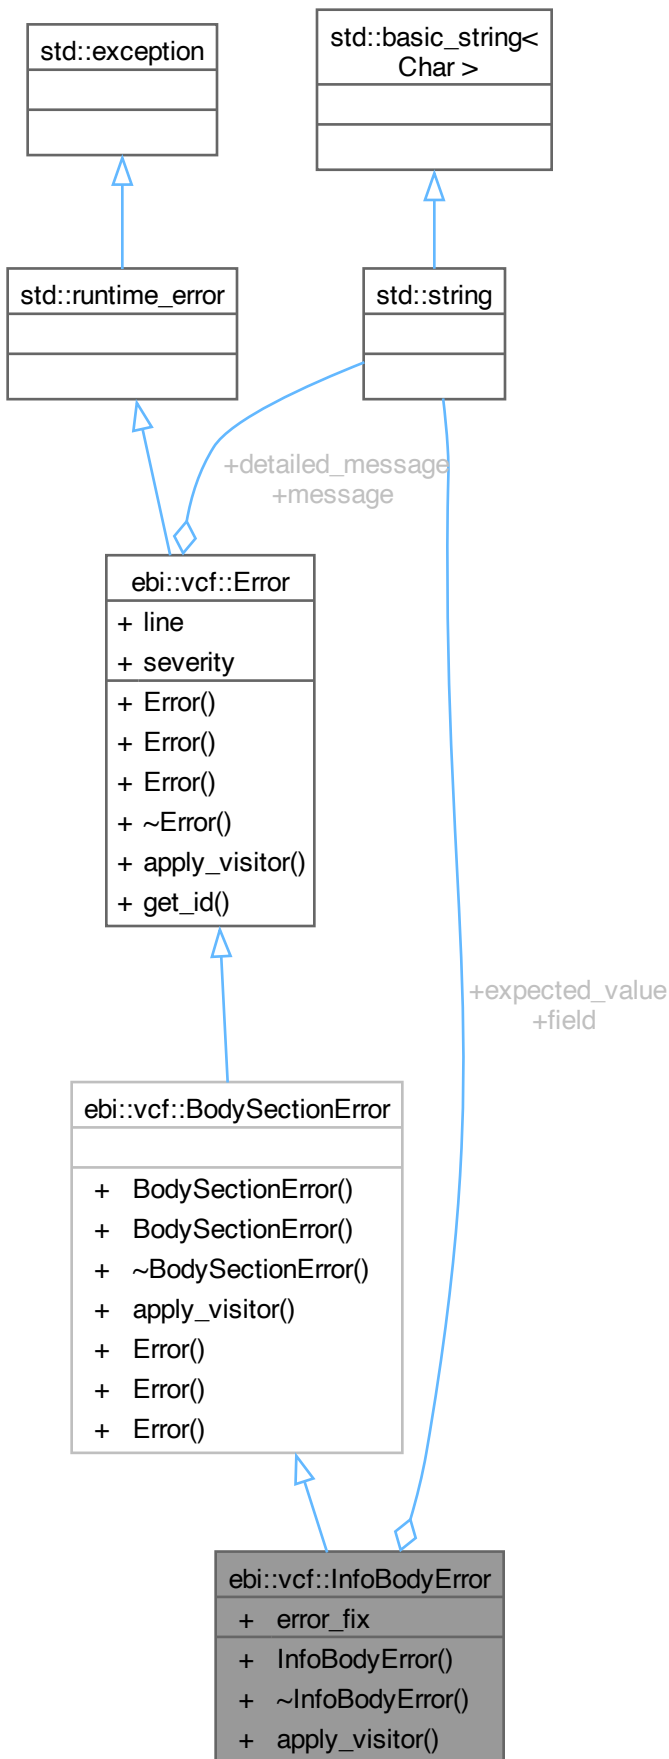 std::exception
std::basic_string<
Char >
std::runtime_error
std::string
+detailed_message
+message
ebi::vcf::Error
+ line
+ severity
+ Error()
+ Error()
+ Error()
+ ~Error()
+ apply_visitor()
+ get_id()
+expected_value
+field
ebi::vcf::BodySectionError
+ BodySectionError()
+ BodySectionError()
+ ~BodySectionError()
+ apply_visitor()
+ Error()
+ Error()
+ Error()
ebi::vcf::InfoBodyError
+ error_fix
+ InfoBodyError()
+ ~InfoBodyError()
+ apply_visitor()